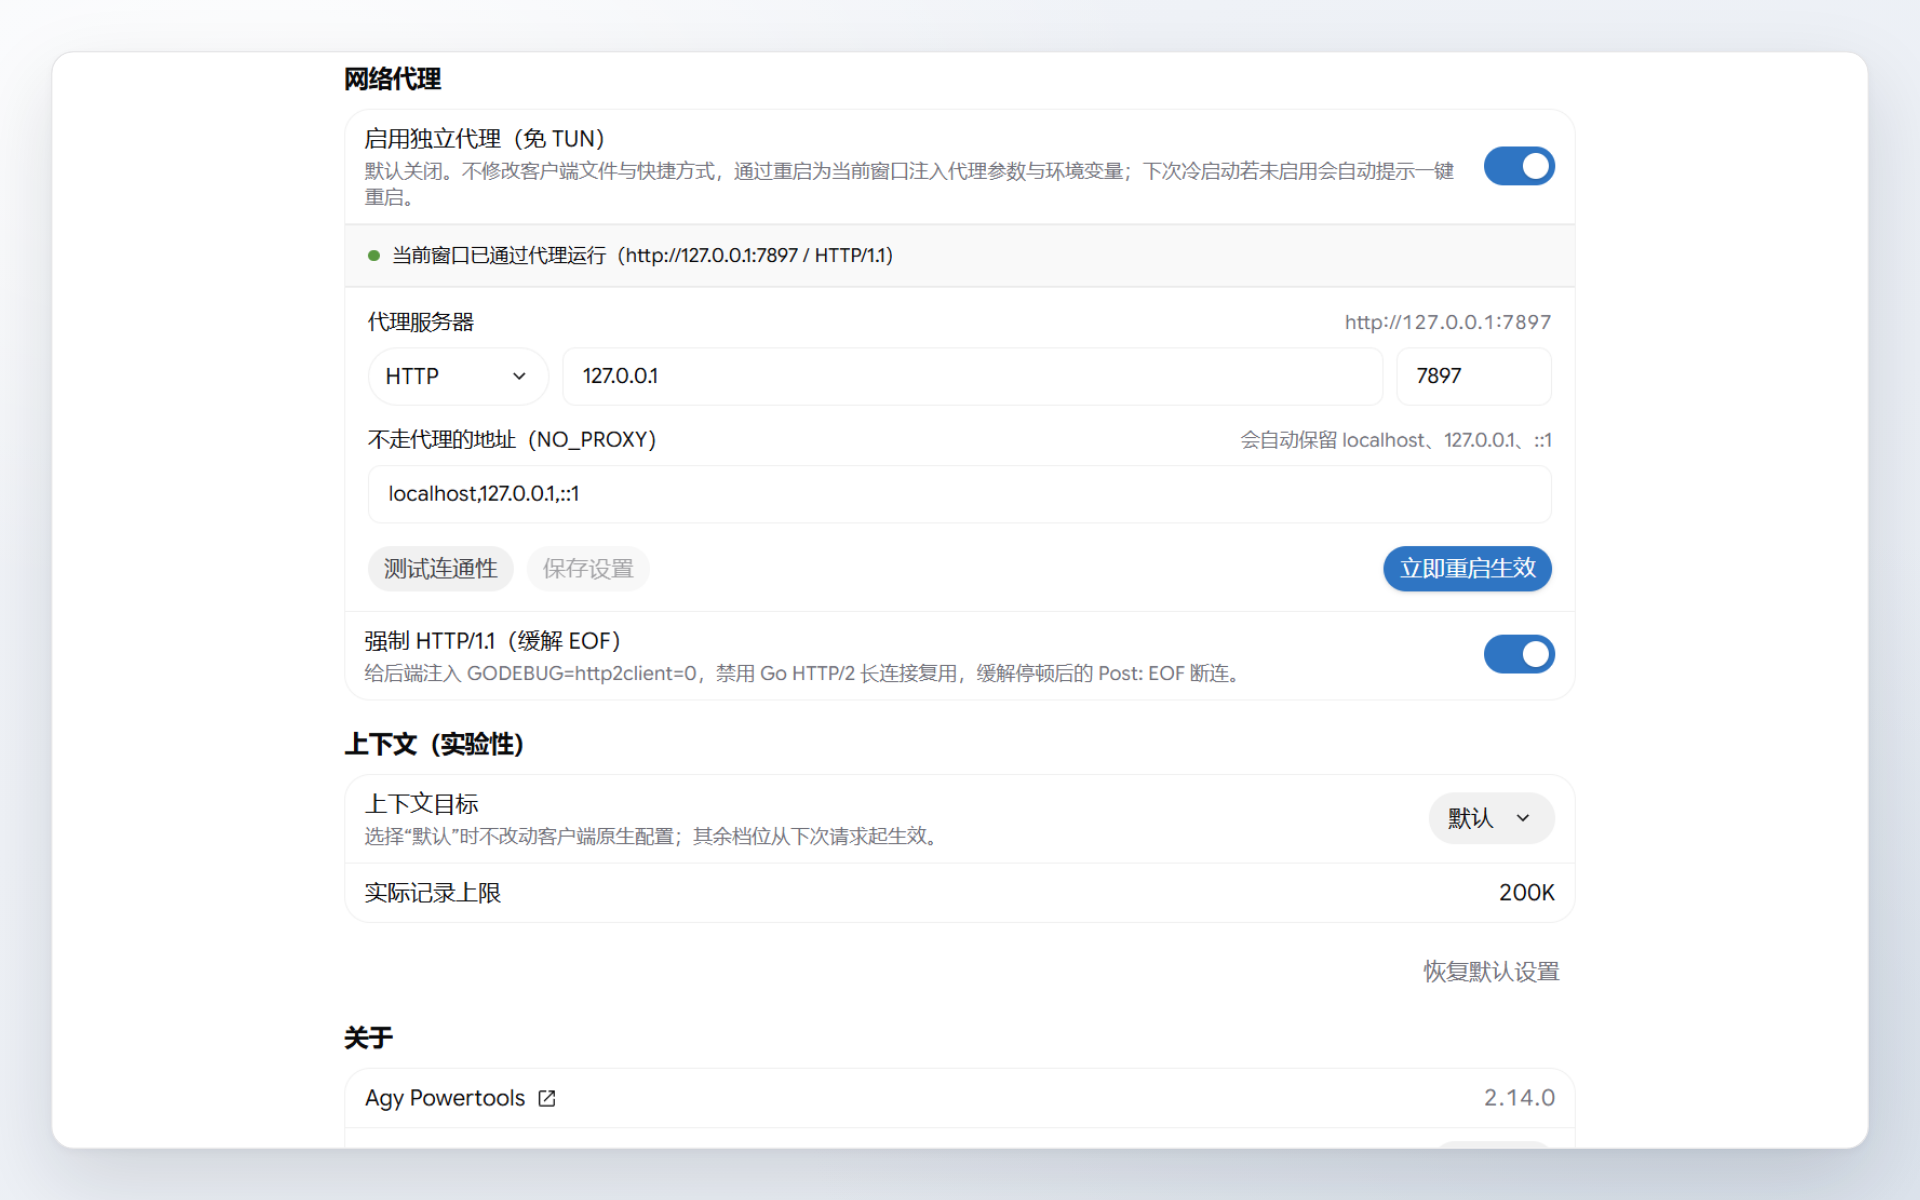 网络代理
启用独立代理（免 TUN）
默认关闭。不修改客户端文件与快捷方式，通过重启为当前窗口注入代理参数与环境变量；下次冷启动若未启用会自动提示一键
重启。
当前窗口已通过代理运行（http://127.0.0.1:7897 / HTTP/1.1）
代理服务器
http://127.0.0.1:7897
HTTP
127.0.0.1
7897
不走代理的地址（NO_PROXY）
会自动保留 localhost、127.0.0.1、::1
localhost,127.0.0.1,::1
测试连通性
保存设置
立即重启生效
强制 HTTP/1.1（缓解 EOF）
给后端注入 GODEBUG=http2client=0，禁用 Go HTTP/2 长连接复用，缓解停顿后的 Post: EOF 断连。
上下文（实验性）
上下文目标
选择“默认”时不改动客户端原生配置；其余档位从下次请求起生效。
默认
实际记录上限
200K
恢复默认设置
关于
Agy Powertools
2.14.0